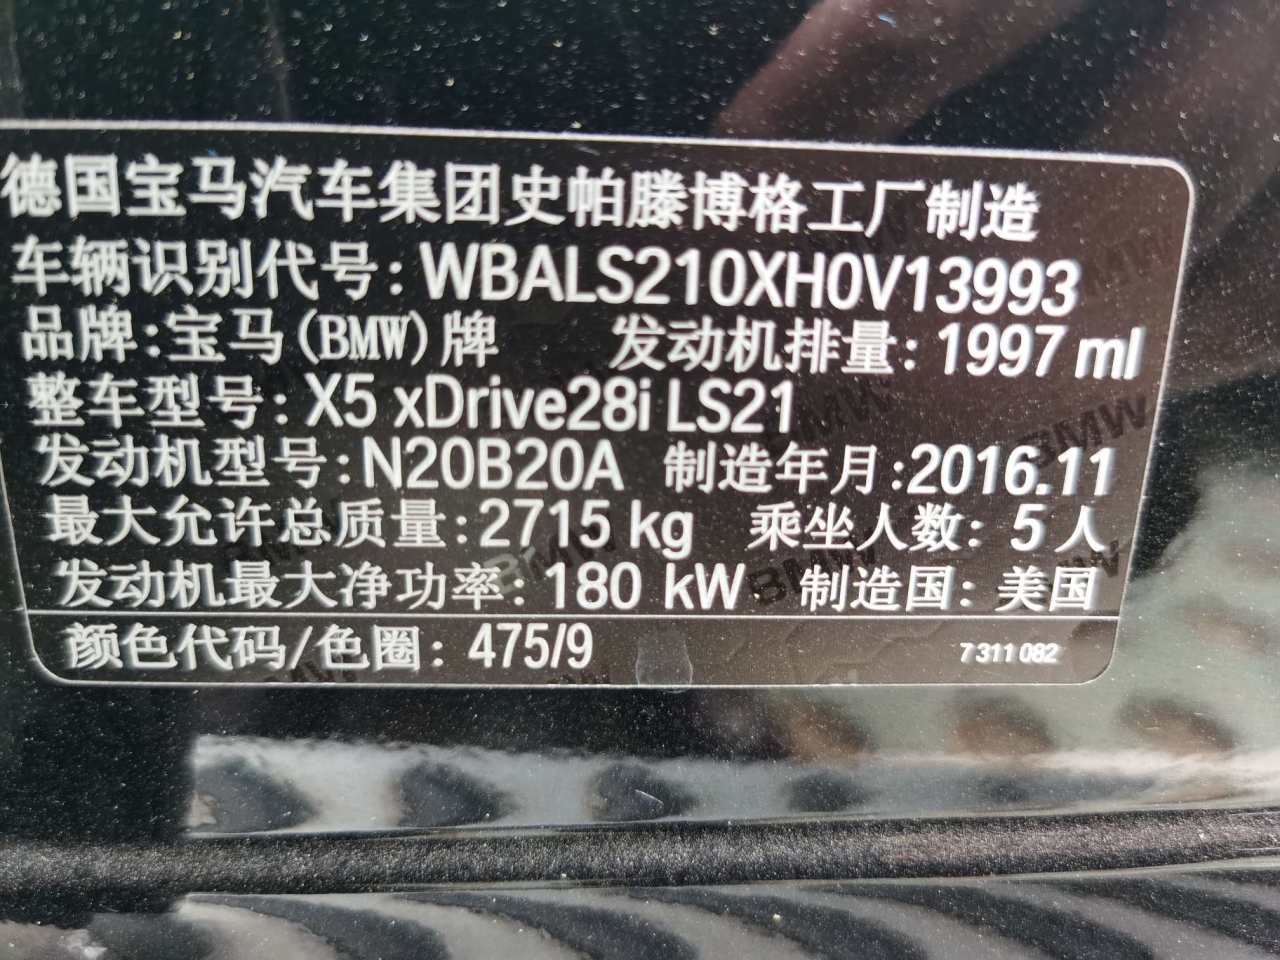 德国宝马汽车集团史帕滕博格工厂制造
车辆识别代号:WBALS210XH0V13993
品牌:宝马(BMW)牌 发动机排量:1997 ml
整车型号:X5 xDrive28i LS21
发动机型号:N20B20A 制造年月:2016.11
最大允许总质量:2715 kg 乘坐人数:5人
发动机最大净功率:180 kW 制造国:美国
颜色代码/色圈:475/9 7 311 082